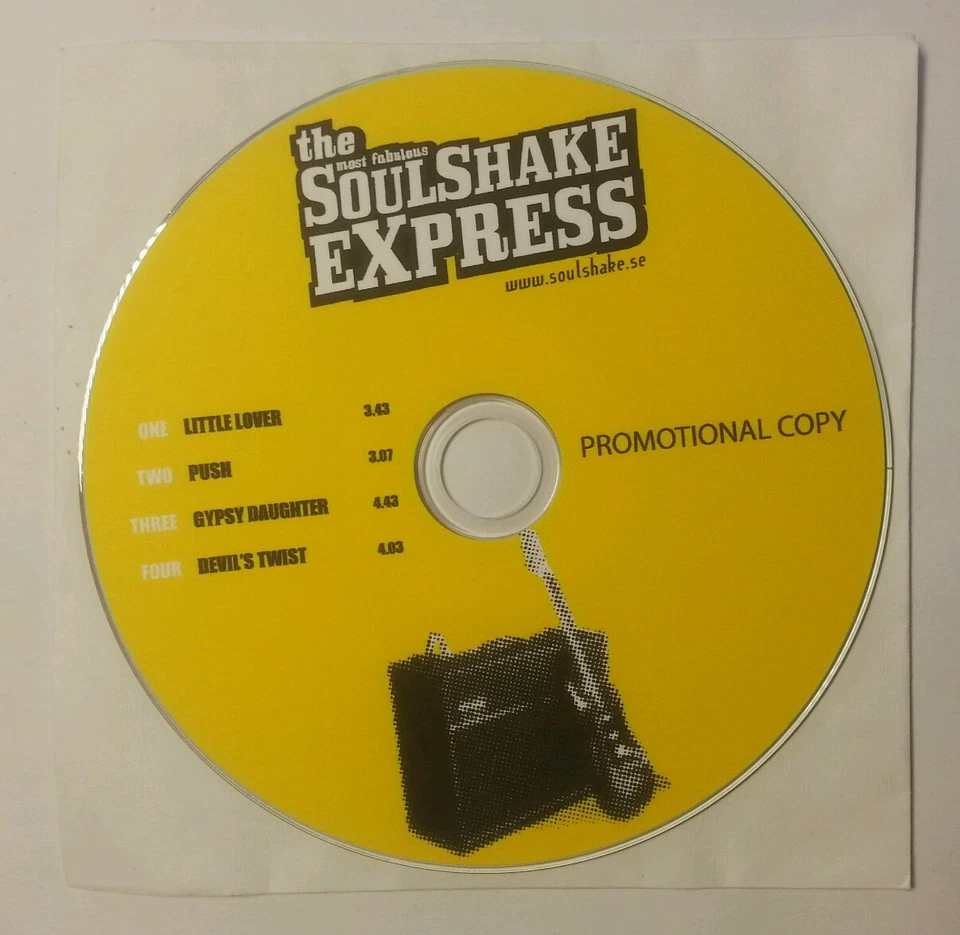 the
most fabulous
SOULSHAKE
EXPRESS
www.soulshake.se
ONE LITTLE LOVER 3.43
TWO PUSH 3.07
THREE GYPSY DAUGHTER 4.43
FOUR DEVIL'S TWIST 4.03
PROMOTIONAL COPY